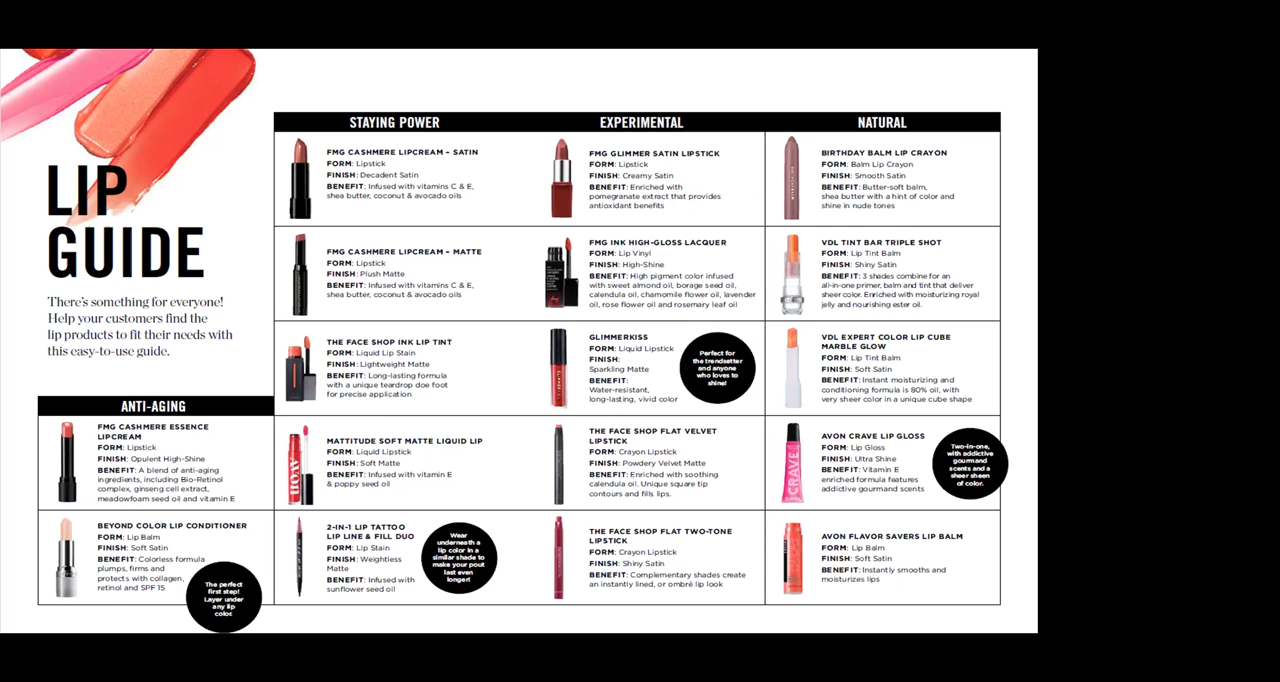 LIP
GUIDE
There's something for everyone!
Help your customers find the
lip products to fit their needs with
this easy-to-use guide.
ANTI-AGING
FMG CASHMERE ESSENCE
LIPCREAM
FORM: Lipstick
FINISH: Opulent High-Shine
BENEFIT: A blend of anti-aging
ingredients, including Bio-Retinol
complex, ginseng cell extract,
meadowfoam seed oil and vitamin E
BEYOND COLOR LIP CONDITIONER
FORM: Lip Balm
FINISH: Soft Satin
BENEFIT: Colorless formula
plumps, firms and
protects with collagen,
retinol and SPF 15
The perfect
first step!
Layer under
any lip
color.
STAYING POWER
FMG CASHMERE LIPCREAM – SATIN
FORM: Lipstick
FINISH: Decadent Satin
BENEFIT: Infused with vitamins C & E,
shea butter, coconut & avocado oils
FMG CASHMERE LIPCREAM – MATTE
FORM: Lipstick
FINISH: Plush Matte
BENEFIT: Infused with vitamins C & E,
shea butter, coconut & avocado oils
THE FACE SHOP INK LIP TINT
FORM: Liquid Lip Stain
FINISH: Lightweight Matte
BENEFIT: Long-lasting formula
with a unique teardrop doe foot
for precise application
AVON
MATTITUDE SOFT MATTE LIQUID LIP
FORM: Liquid Lipstick
FINISH: Soft Matte
BENEFIT: Infused with vitamin E
& poppy seed oil
2-IN-1 LIP TATTOO
LIP LINE & FILL DUO
FORM: Lip Stain
FINISH: Weightless
Matte
BENEFIT: Infused with
sunflower seed oil
Wear
underneath a
lip color in a
similar shade to
make your pout
last even
longer!
EXPERIMENTAL
FMG GLIMMER SATIN LIPSTICK
FORM: Lipstick
FINISH: Creamy Satin
BENEFIT: Enriched with
pomegranate extract that provides
antioxidant benefits
FMG INK HIGH-GLOSS LACQUER
FORM: Lip Vinyl
FINISH: High-Shine
BENEFIT: High pigment color infused
with sweet almond oil, borage seed oil,
calendula oil, chamomile flower oil, lavender
oil, rose flower oil and rosemary leaf oil
GLIMMERKISS
FORM: Liquid Lipstick
FINISH:
Sparkling Matte
BENEFIT:
Water-resistant,
long-lasting, vivid color
Perfect for
the trendsetter
and anyone
who loves to
shine!
THE FACE SHOP FLAT VELVET
LIPSTICK
FORM: Crayon Lipstick
FINISH: Powdery Velvet Matte
BENEFIT: Enriched with soothing
calendula oil. Unique square tip
contours and fills lips.
THE FACE SHOP FLAT TWO-TONE
LIPSTICK
FORM: Crayon Lipstick
FINISH: Shiny Satin
BENEFIT: Complementary shades create
an instantly lined, or ombré lip look
NATURAL
BIRTHDAY BALM LIP CRAYON
FORM: Balm Lip Crayon
FINISH: Smooth Satin
BENEFIT: Butter-soft balm,
shea butter with a hint of color and
shine in nude tones
VDL TINT BAR TRIPLE SHOT
FORM: Lip Tint Balm
FINISH: Shiny Satin
BENEFIT: 3 shades combine for an
all-in-one primer, balm and tint that deliver
sheer color. Enriched with moisturizing royal
jelly and nourishing ester oil.
VDL EXPERT COLOR LIP CUBE
MARBLE GLOW
FORM: Lip Tint Balm
FINISH: Soft Satin
BENEFIT: Instant moisturizing and
conditioning formula is 80% oil, with
very sheer color in a unique cube shape
CRAVE
AVON CRAVE LIP GLOSS
FORM: Lip Gloss
FINISH: Ultra Shine
BENEFIT: Vitamin E
enriched formula features
addictive gourmand scents
Two-in-one,
with addictive
gourmand
scents and a
sheer sheen
of color.
AVON FLAVOR SAVERS LIP BALM
FORM: Lip Balm
FINISH: Soft Satin
BENEFIT: Instantly smooths and
moisturizes lips